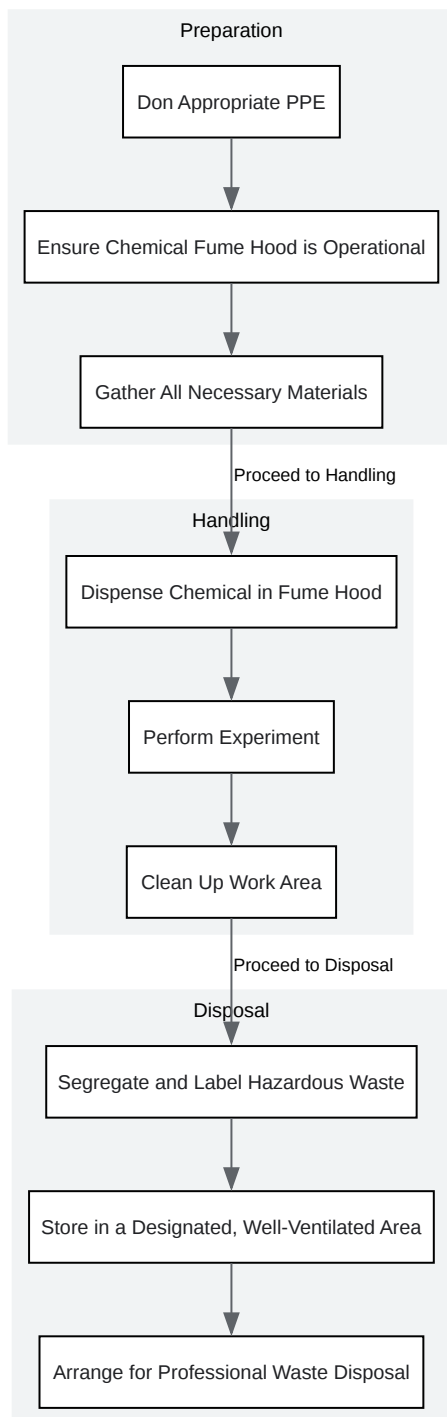 Preparation
Don Appropriate PPE
Ensure Chemical Fume Hood is Operational
Gather All Necessary Materials
Proceed to Handling
Handling
Dispense Chemical in Fume Hood
Perform Experiment
Clean Up Work Area
Proceed to Disposal
Disposal
Segregate and Label Hazardous Waste
Store in a Designated, Well-Ventilated Area
Arrange for Professional Waste Disposal